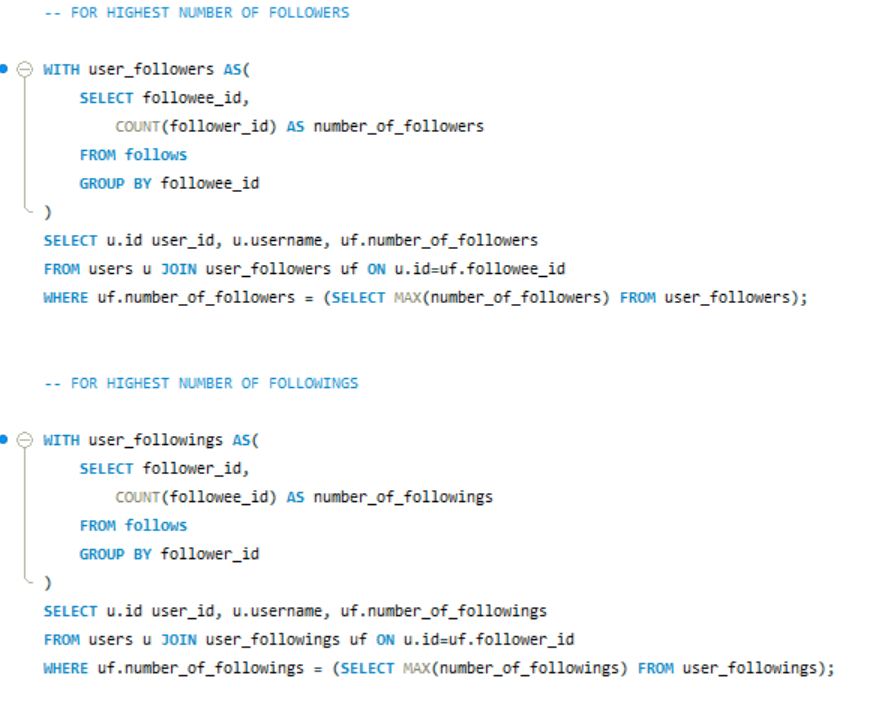 -- FOR HIGHEST NUMBER OF FOLLOWERS
WITH user_followers AS(
SELECT followee_id,
COUNT(follower_id) AS number_of_followers
FROM follows
GROUP BY followee_id
)
SELECT u.id user_id, u.username, uf.number_of_followers
FROM users u JOIN user_followers uf ON u.id=uf.followee_id
WHERE uf.number_of_followers = (SELECT MAX(number_of_followers) FROM user_followers);
-- FOR HIGHEST NUMBER OF FOLLOWINGS
WITH user_followings AS(
SELECT follower_id,
COUNT(followee_id) AS number_of_followings
FROM follows
GROUP BY follower_id
)
SELECT u.id user_id, u.username, uf.number_of_followings
FROM users u JOIN user_followings uf ON u.id=uf.follower_id
WHERE uf.number_of_followings = (SELECT MAX(number_of_followings) FROM user_followings);